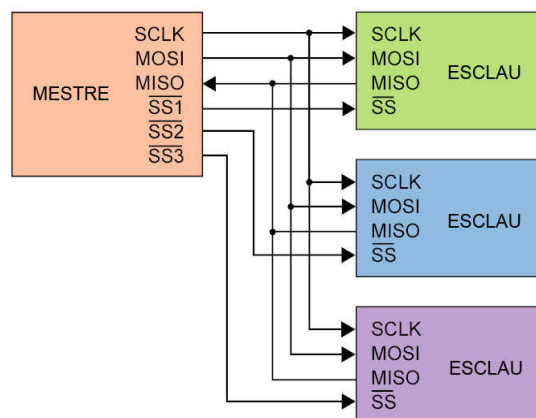 MESTRE
SCLK
MOSI
MISO
SS1
SS2
SS3
SCLK
MOSI
MISO
SS
ESCLAU
SCLK
MOSI
MISO
SS
ESCLAU
SCLK
MOSI
MISO
SS
ESCLAU